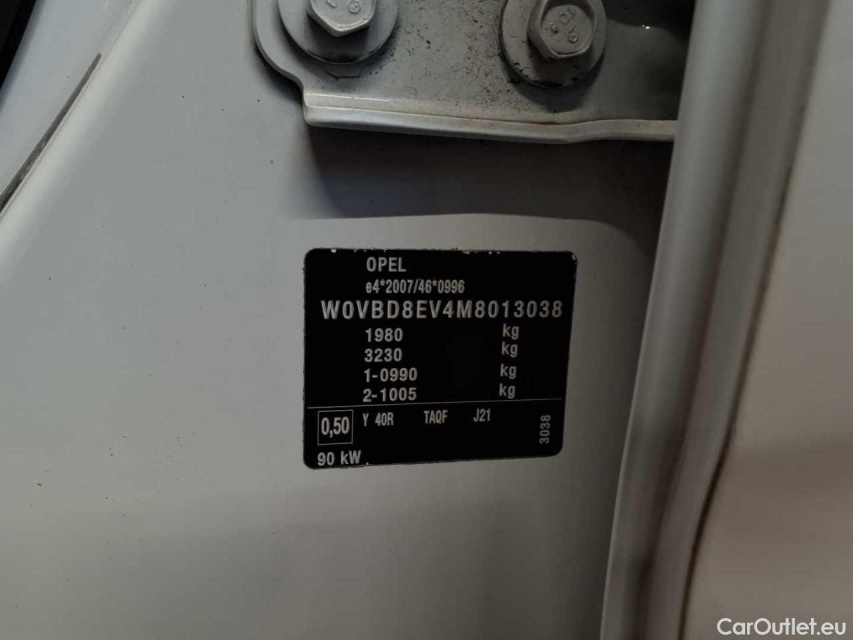 OPEL
e4*2007/46*0996
W0VBD8EV4M8013038
1980 kg
3230 kg
1-0990 kg
2-1005 kg
0,50 Y 40R TAQF J21
3038
90 kW
CarOutlet.eu